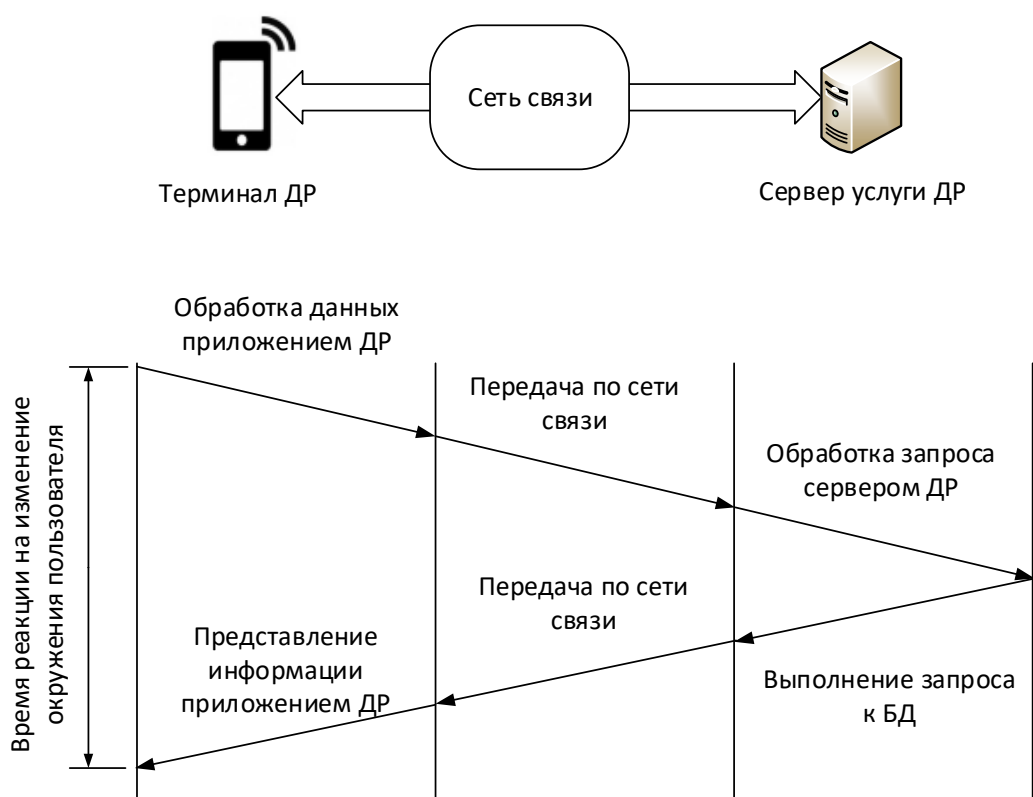 Сеть связи
Терминал ДР
Сервер услуги ДР
Обработка данных
приложением ДР
Передача по сети
связи
Обработка запроса
сервером ДР
Время реакции на изменение
окружения пользователя
Передача по сети
связи
Представление
информации
приложением ДР
Выполнение запроса
к БД